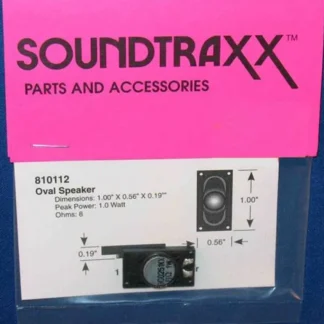 SOUNDTRAXX™
PARTS AND ACCESSORIES
810112
Oval Speaker
Dimensions: 1.00" X 0.56" X 0.19""
Peak Power: 1.0 Watt
Ohms: 8
1.00"
0.56"
0.19"
1